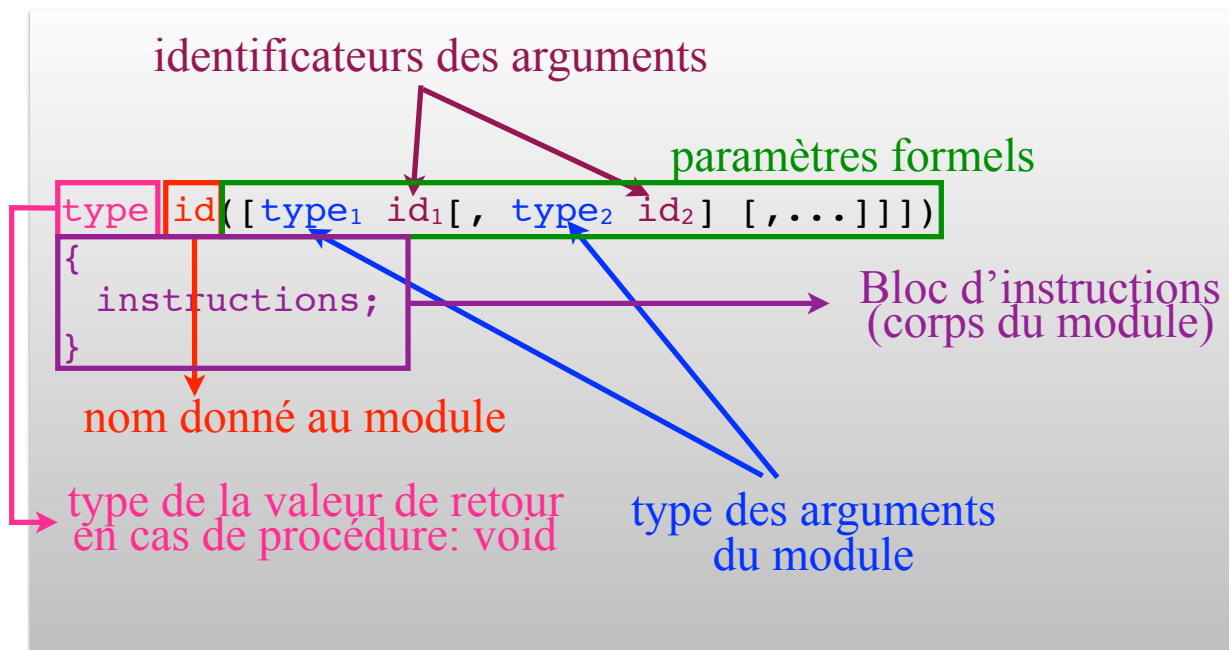 identificateurs des arguments
paramètres formels
type id([type₁ id₁[, type₂ id₂] [,...]]])
{
instructions;
}
Bloc d’instructions
(corps du module)
nom donné au module
type de la valeur de retour
en cas de procédure: void
type des arguments
du module